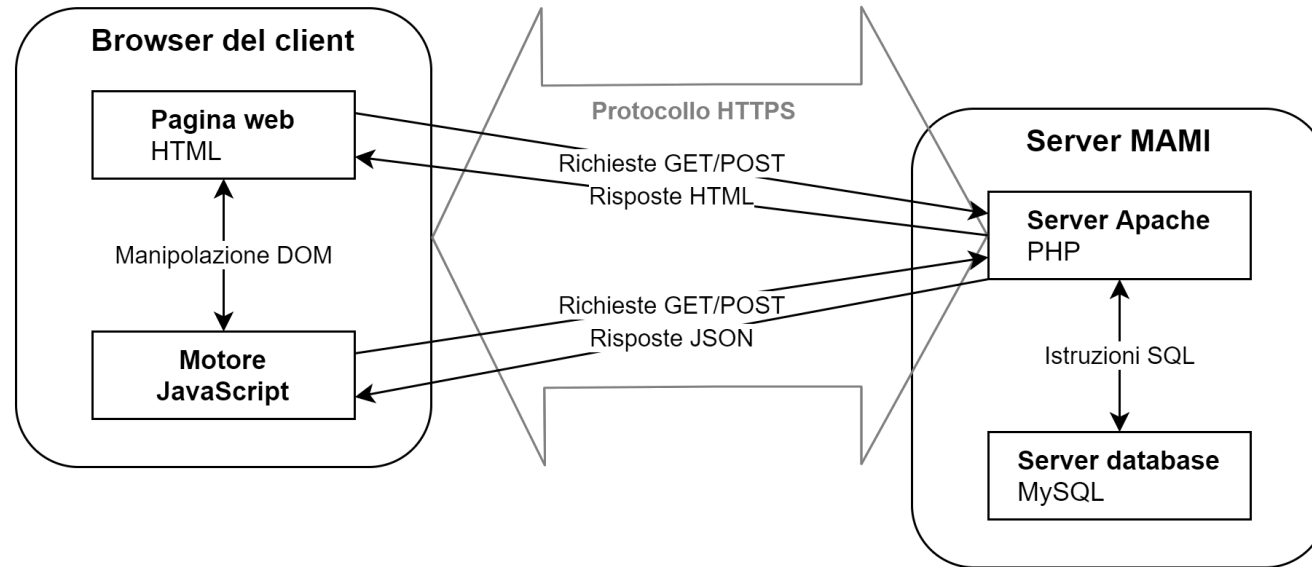 Browser del client
Pagina web
HTML
Manipolazione DOM
Motore
JavaScript
Protocollo HTTPS
Richieste GET/POST
Risposte HTML
Richieste GET/POST
Risposte JSON
Server MAMI
Server Apache
PHP
Istruzioni SQL
Server database
MySQL